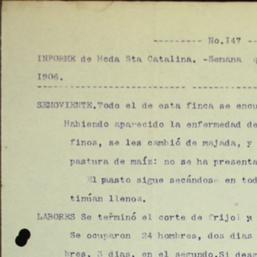 No.147
INFORME de Hcda Sta Catalina. -Semana q
1906.
SEMOVIENTE.Todo el de esta finca se encu
Habiendo aparecido la enfermedad de
finos, se les cambió de majada, y
pastura de maíz: no se ha presenta
El pasto sigue secándose en tod
timían llenos.
LABORES Se terminó el corte de frijol y
Se ocuparon 24 hombres, dos dias
bres, 3 dias, en el segundo.Si desg